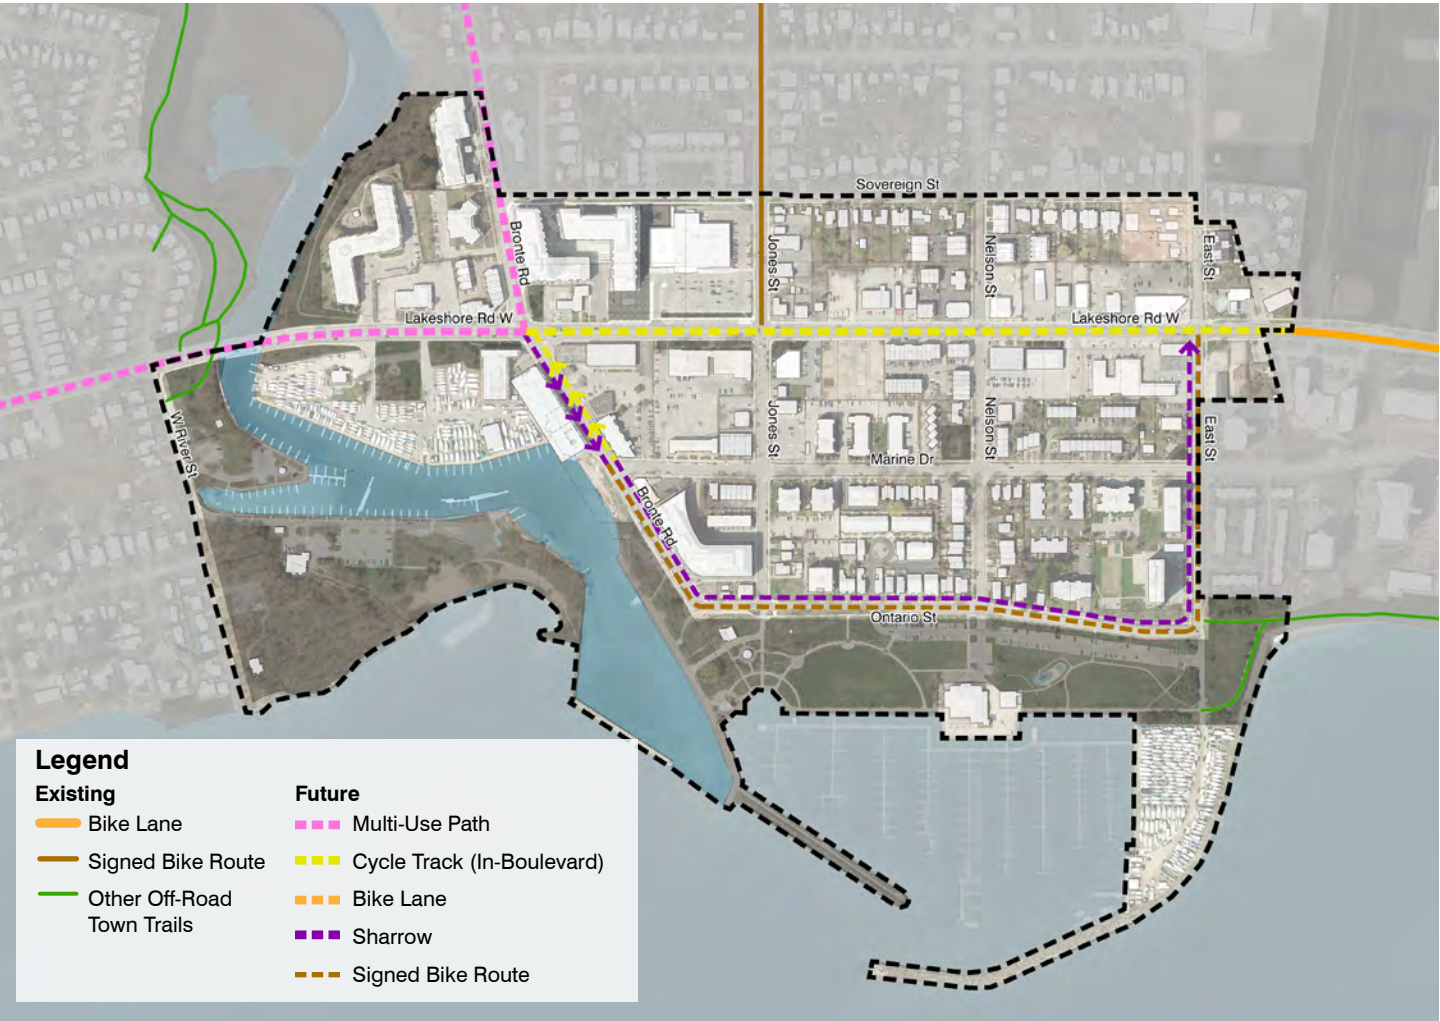 Sovereign St
Bronte Rd
Jones St
Nelson St
East St
Lakeshore Rd W
Lakeshore Rd W
W River St
Jones St
Nelson St
East St
Marine Dr
Bronte Rd
Ontario St
Legend
Existing
Bike Lane
Signed Bike Route
Other Off-Road
Town Trails
Future
Multi-Use Path
Cycle Track (In-Boulevard)
Bike Lane
Sharrow
Signed Bike Route